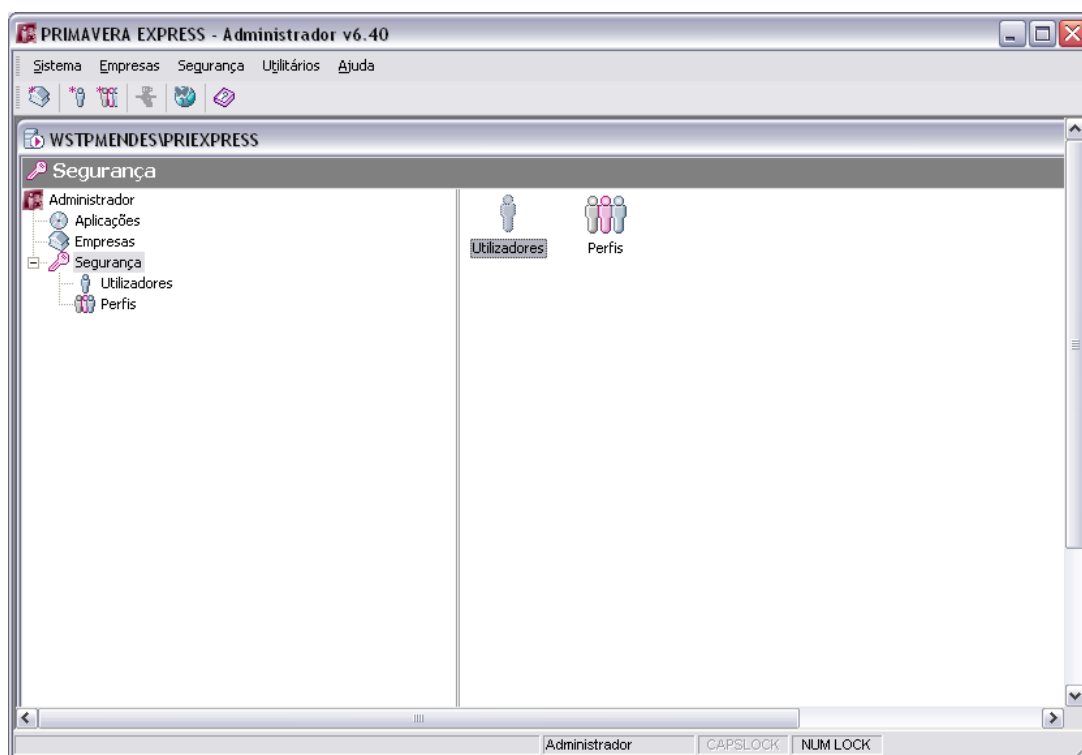 PRIMAVERA EXPRESS - Administrador v6.40
Sistema Empresas Segurança Utilitários Ajuda
WSTPMENDES\PRIEXPRESS
Segurança
Administrador
Aplicações
Empresas
Segurança
Utilizadores
Perfis
Utilizadores Perfis
Administrador CAPSLOCK NUM LOCK